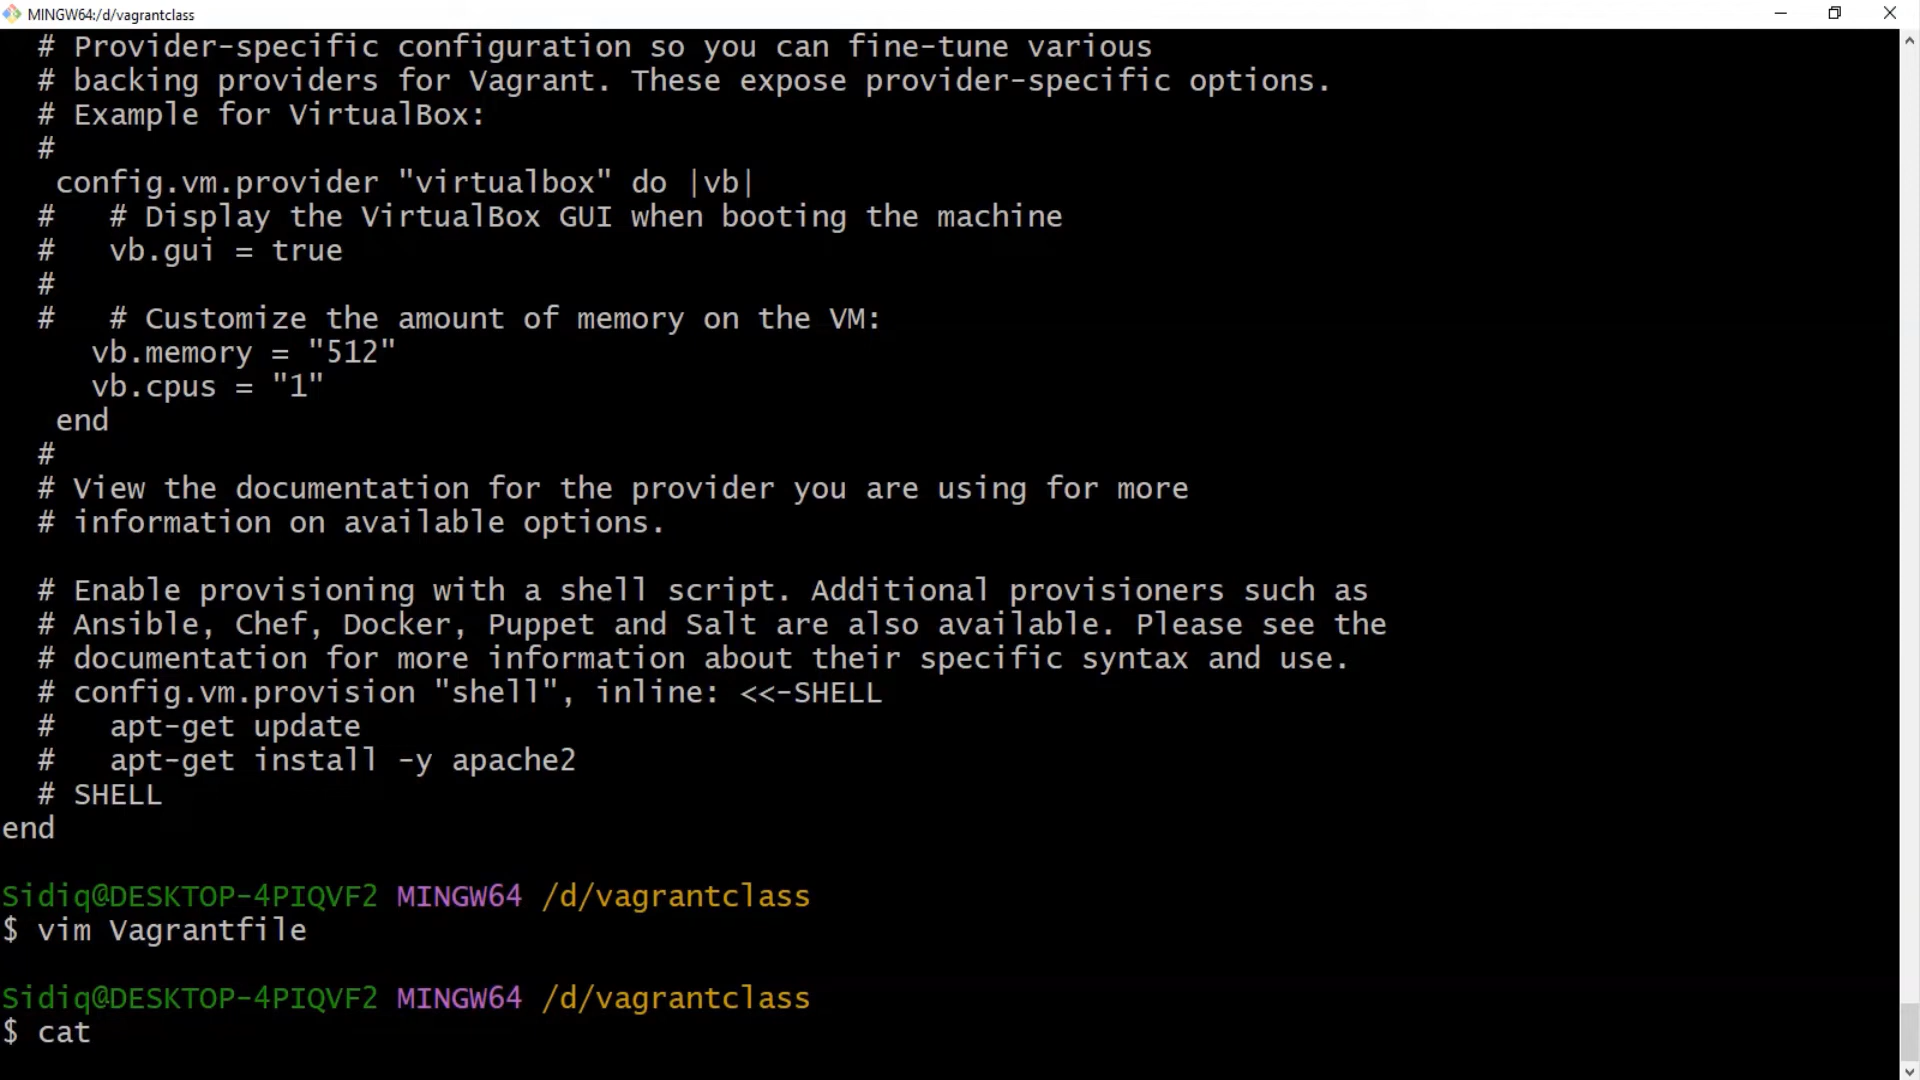 MINGW64:/d/vagrantclass
# Provider-specific configuration so you can fine-tune various
# backing providers for Vagrant. These expose provider-specific options.
# Example for VirtualBox:
#
config.vm.provider "virtualbox" do |vb|
#   # Display the VirtualBox GUI when booting the machine
#   vb.gui = true
#
#   # Customize the amount of memory on the VM:
vb.memory = "512"
vb.cpus = "1"
end
#
# View the documentation for the provider you are using for more
# information on available options.
# Enable provisioning with a shell script. Additional provisioners such as
# Ansible, Chef, Docker, Puppet and Salt are also available. Please see the
# documentation for more information about their specific syntax and use.
# config.vm.provision "shell", inline: <<-SHELL
#   apt-get update
#   apt-get install -y apache2
# SHELL
end
Sidiq@DESKTOP-4PIQVF2 MINGW64 /d/vagrantclass
$ vim Vagrantfile
Sidiq@DESKTOP-4PIQVF2 MINGW64 /d/vagrantclass
$ cat